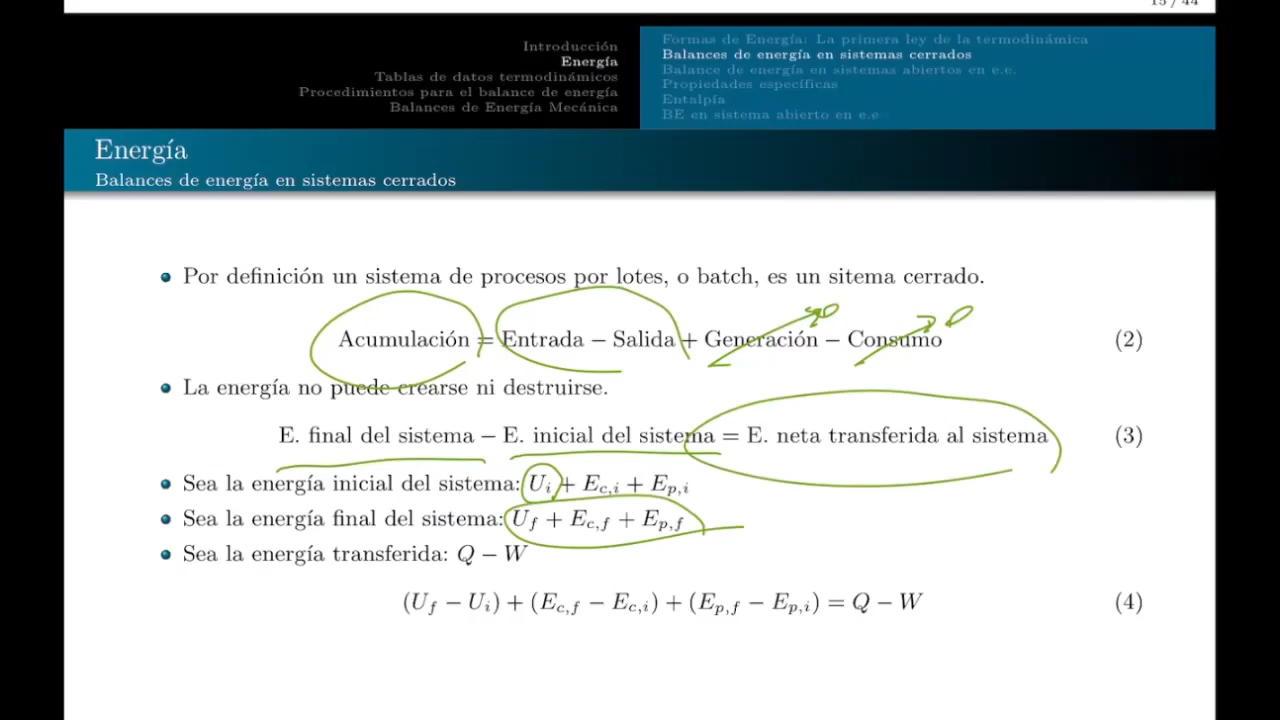 15 / 44
Introducción
Energía
Tablas de datos termodinámicos
Procedimientos para el balance de energía
Balances de Energía Mecánica
Formas de Energía: La primera ley de la termodinámica
Balances de energía en sistemas cerrados
Balance de energía en sistemas abiertos en e.e.
Propiedades específicas
Entalpía
BE en sistema abierto en e.e
Energía
Balances de energía en sistemas cerrados
Por definición un sistema de procesos por lotes, o batch, es un sitema cerrado.
0 0
Acumulación = Entrada − Salida + Generación − Consumo (2)
La energía no puede crearse ni destruirse.
E. final del sistema − E. inicial del sistema = E. neta transferida al sistema (3)
Sea la energía inicial del sistema: U_i + E_{c,i} + E_{p,i}
Sea la energía final del sistema: U_f + E_{c,f} + E_{p,f}
Sea la energía transferida: Q − W
(U_f − U_i) + (E_{c,f} − E_{c,i}) + (E_{p,f} − E_{p,i}) = Q − W (4)